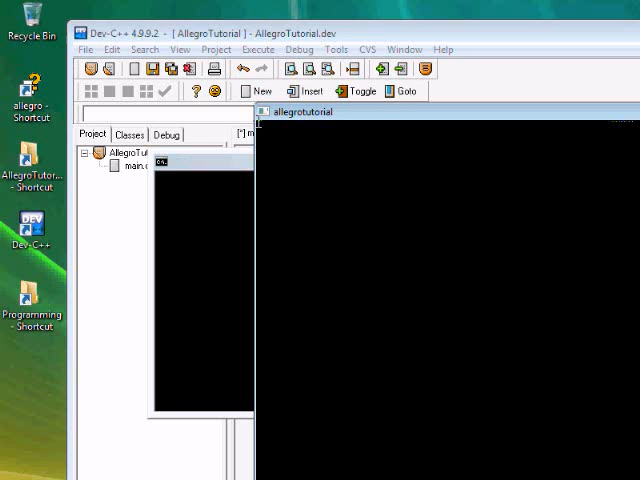 Recycle Bin
allegro -
Shortcut
AllegroTutor...
- Shortcut
Dev-C++
Programming
- Shortcut
Dev-C++ 4.9.9.2 - [ AllegroTutorial ] - AllegroTutorial.dev
File Edit Search View Project Execute Debug Tools CVS Window Help
New Insert Toggle Goto
allegrotutorial
Project Classes Debug [*] m
AllegroTut
main.c